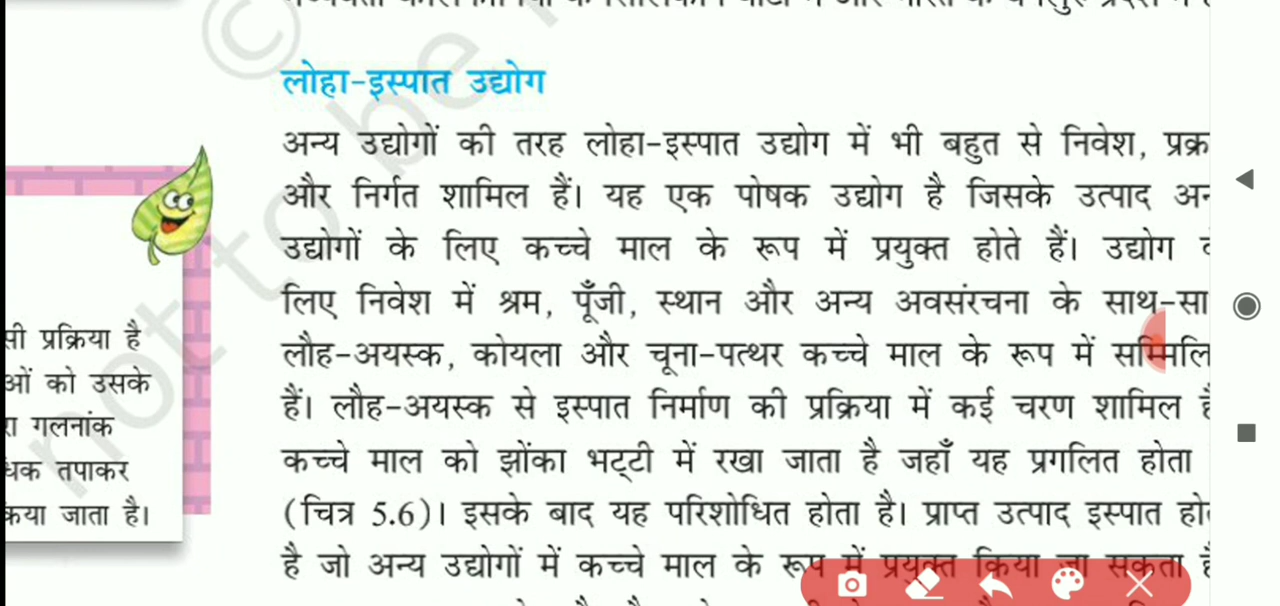 लोहा-इस्पात उद्योग
अन्य उद्योगों की तरह लोहा-इस्पात उद्योग में भी बहुत से निवेश,
और निर्गत शामिल हैं। यह एक पोषक उद्योग है जिसके उत्पाद
उद्योगों के लिए कच्चे माल के रूप में प्रयुक्त होते हैं। उद्योग
लिए निवेश में श्रम, पूँजी, स्थान और अन्य अवसंरचना के
लौह-अयस्क, कोयला और चूना-पत्थर कच्चे माल के रूप में
हैं। लौह-अयस्क से इस्पात निर्माण की प्रक्रिया में कई चरण शामिल
कच्चे माल को झोंका भट्टी में रखा जाता है जहाँ यह प्रगलित होता
(चित्र 5.6)। इसके बाद यह परिशोधित होता है। प्राप्त उत्पाद इस्पात
है जो अन्य उद्योगों में कच्चे माल के रूप में प्रयुक्त किया जा सकता
प्रक्रिया है
को उसके
गलनांक
तपाकर
जाता है।
© not to be